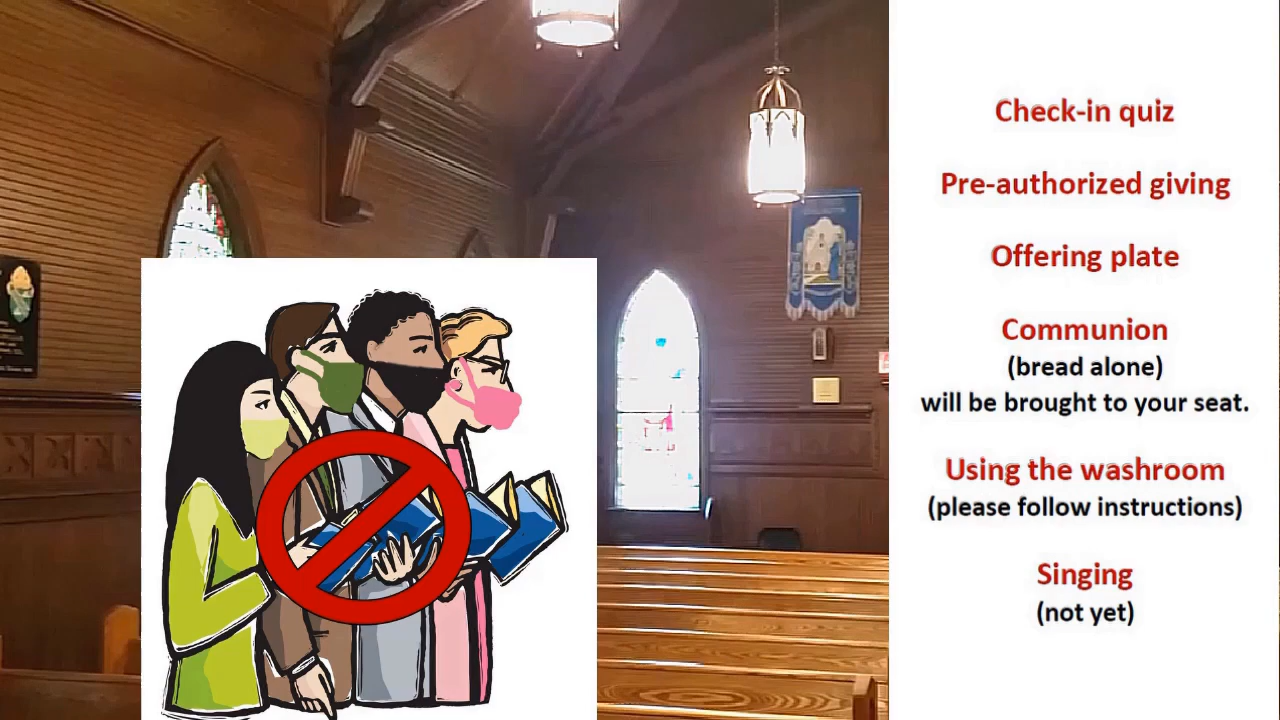 Check-in quiz
Pre-authorized giving
Offering plate
Communion
(bread alone)
will be brought to your seat.
Using the washroom
(please follow instructions)
Singing
(not yet)